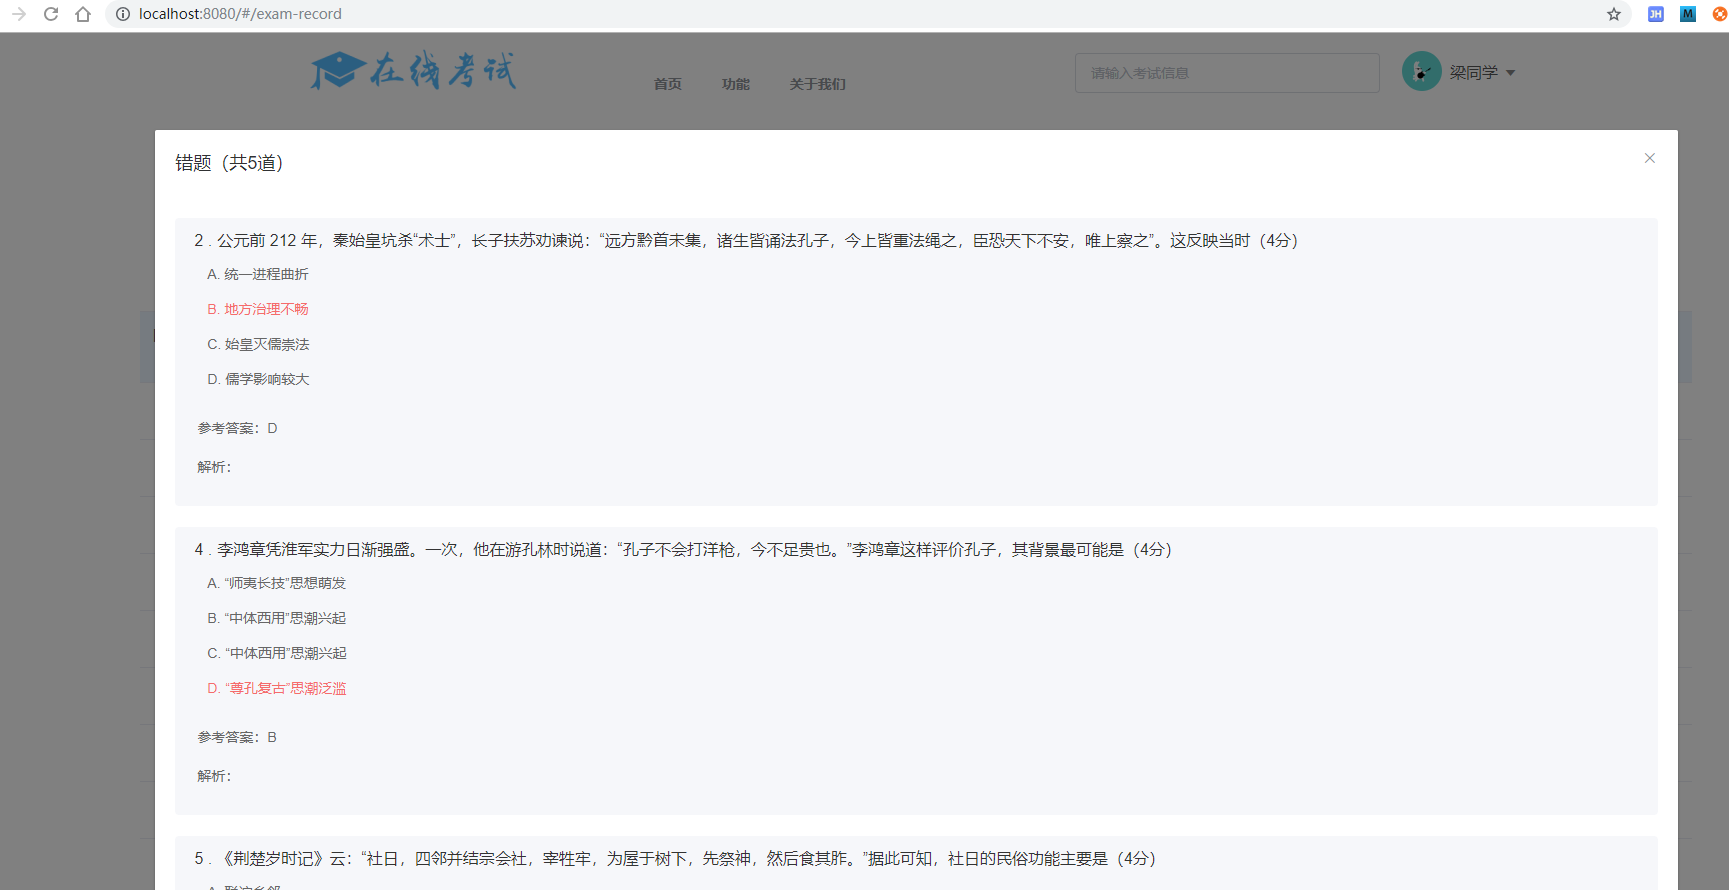 localhost:8080/#/exam-record
JH
M
在线考试
首页
功能
关于我们
请输入考试信息
梁同学
错题（共5道）
2 . 公元前 212 年，秦始皇坑杀“术士”，长子扶苏劝谏说：“远方黔首未集，诸生皆诵法孔子，今上皆重法绳之，臣恐天下不安，唯上察之”。这反映当时（4分）
A. 统一进程曲折
B. 地方治理不畅
C. 始皇灭儒崇法
D. 儒学影响较大
参考答案：D
解析：
4 . 李鸿章凭淮军实力日渐强盛。一次，他在游孔林时说道：“孔子不会打洋枪，今不足贵也。”李鸿章这样评价孔子，其背景最可能是（4分）
A. “师夷长技”思想萌发
B. “中体西用”思潮兴起
C. “中体西用”思潮兴起
D. “尊孔复古”思潮泛滥
参考答案：B
解析：
5 . 《荆楚岁时记》云：“社日，四邻并结宗会社，宰牲牢，为屋于树下，先祭神，然后食其胙。”据此可知，社日的民俗功能主要是（4分）